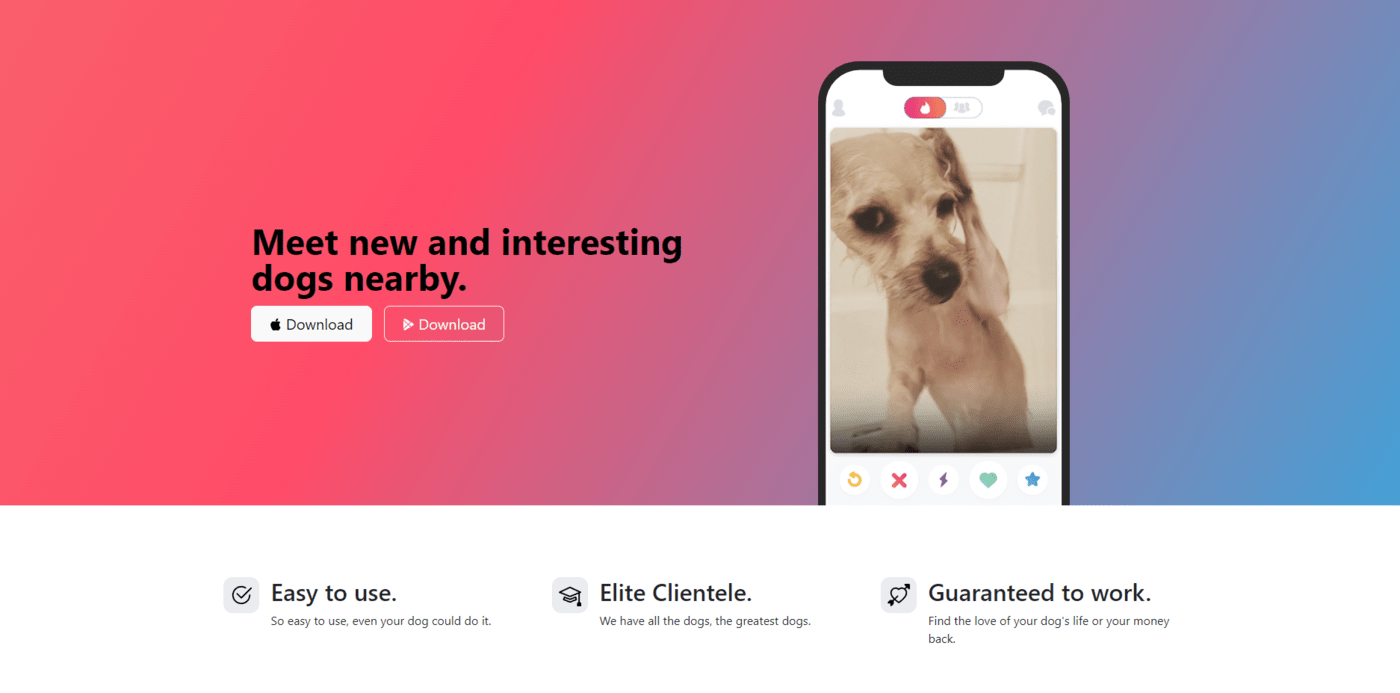 Meet new and interesting
dogs nearby.
Download
Download
Easy to use.
So easy to use, even your dog could do it.
Elite Clientele.
We have all the dogs, the greatest dogs.
Guaranteed to work.
Find the love of your dog's life or your money
back.